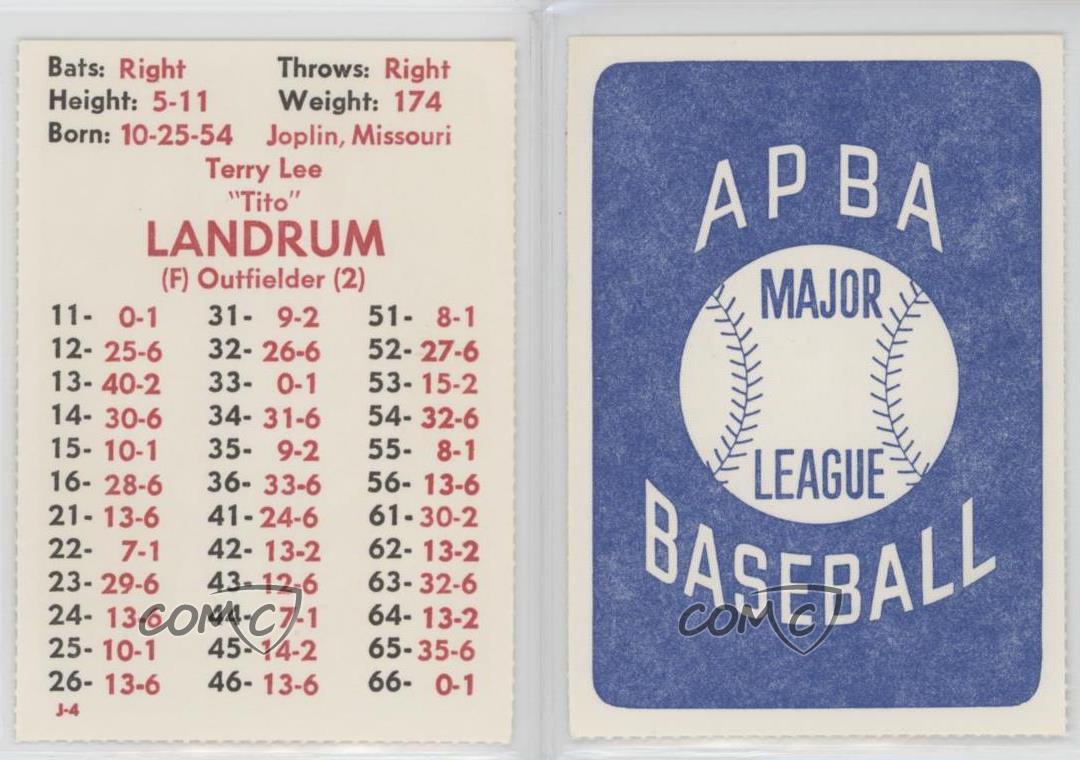 Bats: Right Throws: Right
Height: 5-11 Weight: 174
Born: 10-25-54 Joplin, Missouri
Terry Lee
"Tito"
LANDRUM
(F) Outfielder (2)
11- 0-1 31- 9-2 51- 8-1
12- 25-6 32- 26-6 52- 27-6
13- 40-2 33- 0-1 53- 15-2
14- 30-6 34- 31-6 54- 32-6
15- 10-1 35- 9-2 55- 8-1
16- 28-6 36- 33-6 56- 13-6
21- 13-6 41- 24-6 61- 30-2
22- 7-1 42- 13-2 62- 13-2
23- 29-6 43- 12-6 63- 32-6
24- 13-6 44- 7-1 64- 13-2
25- 10-1 45- 14-2 65- 35-6
26- 13-6 46- 13-6 66- 0-1
J-4
COMC
APBA
MAJOR
LEAGUE
BASEBALL
COMC